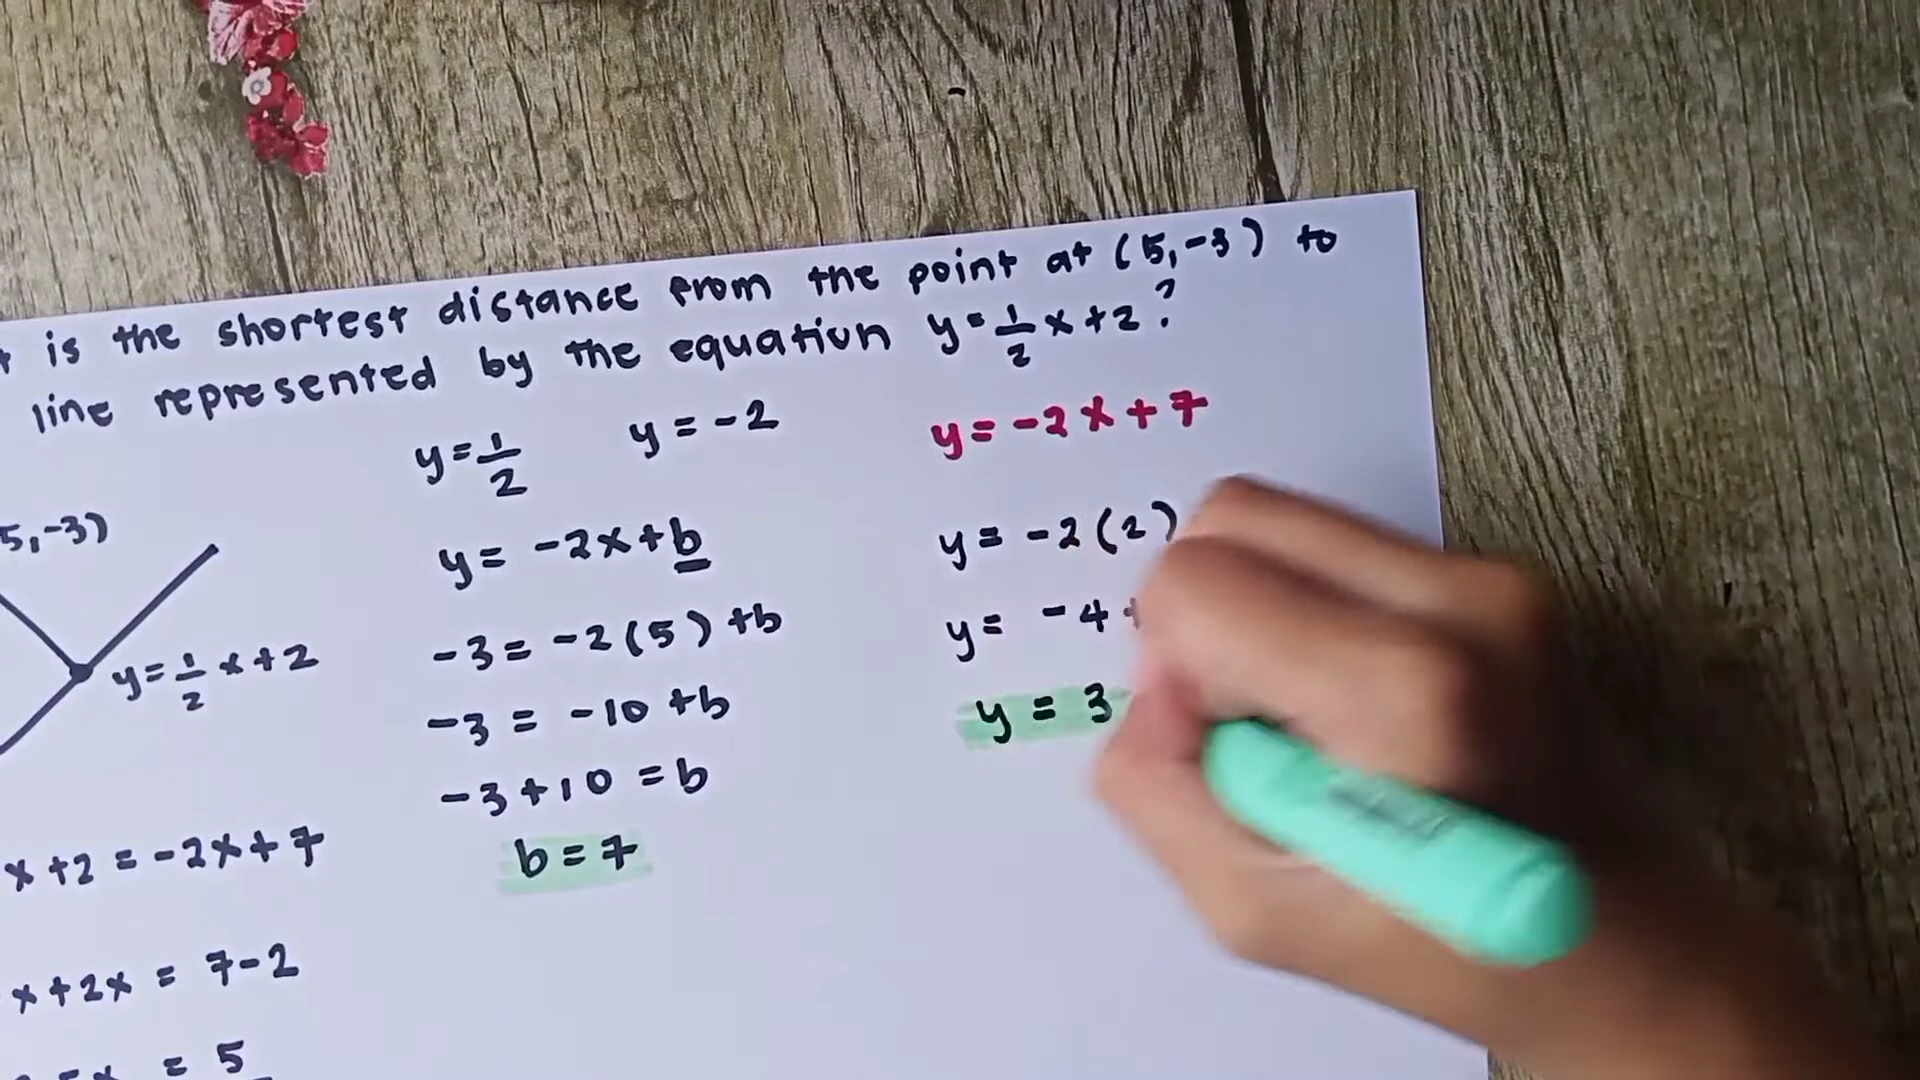 is the shortest distance from the point at (5,-3) to
line represented by the equation y=1/2 x+2?
y=1/2
y=-2
y=-2x+7
5,-3)
y=1/2 x+2
y=-2x+b
-3=-2(5)+b
-3=-10+b
-3+10=b
b=7
y=-2(2)
y=-4+
y=3
x+2=-2x+7
x+2x=7-2
x=5